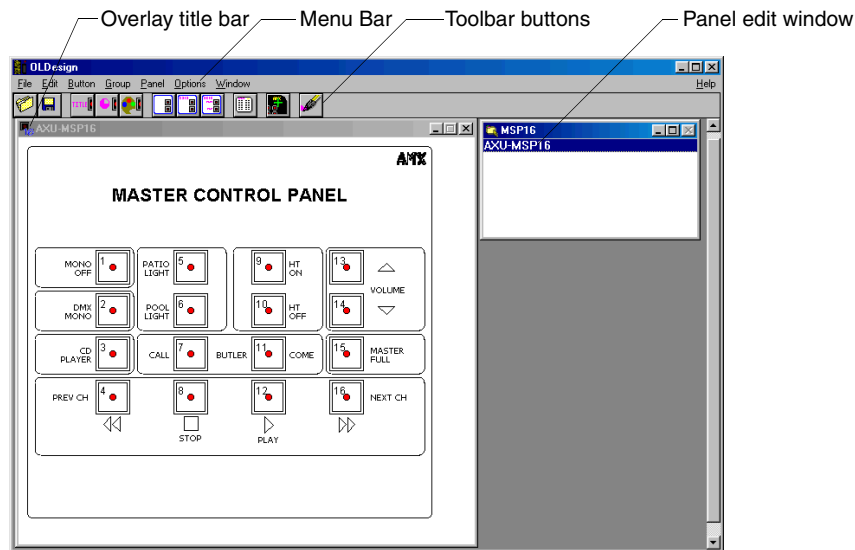 Overlay title bar
Menu Bar
Toolbar buttons
Panel edit window
OLDesign
File Edit Button Group Panel Options Window Help
TITLE
AXU-MSP16
MSP16
AXU-MSP16
AMX
MASTER CONTROL PANEL
MONO OFF
1
PATIO LIGHT
5
9
HT ON
13
VOLUME
DMX MONO
2
POOL LIGHT
6
10
HT OFF
14
CD PLAYER
3
CALL
7
BUTLER
11
COME
15
MASTER FULL
PREV CH
4
8
12
16
NEXT CH
STOP
PLAY